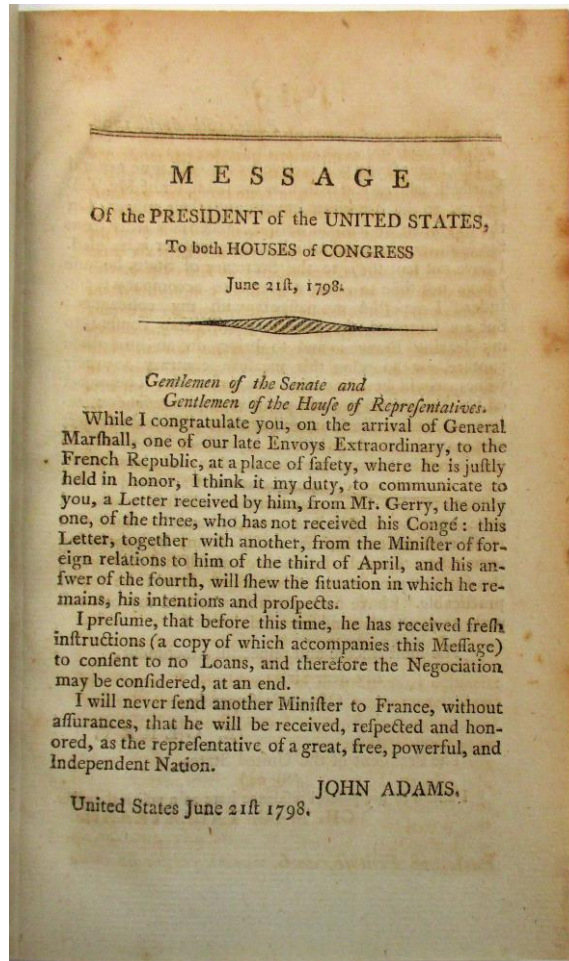 MESSAGE
Of the PRESIDENT of the UNITED STATES,
To both HOUSES of CONGRESS
June 21ſt, 1798.
Gentlemen of the Senate and
Gentlemen of the Houſe of Repreſentatives.
While I congratulate you, on the arrival of General
Marſhall, one of our late Envoys Extraordinary, to the
French Republic, at a place of ſafety, where he is juſtly
held in honor, I think it my duty, to communicate to
you, a Letter received by him, from Mr. Gerry, the only
one, of the three, who has not received his Congé: this
Letter, together with another, from the Miniſter of for-
eign relations to him of the third of April, and his an-
ſwer of the fourth, will ſhew the ſituation in which he re-
mains, his intentions and proſpects.
I preſume, that before this time, he has received freſh
inſtructions (a copy of which accompanies this Meſſage)
to conſent to no Loans, and therefore the Negociation
may be conſidered, at an end.
I will never ſend another Miniſter to France, without
aſſurances, that he will be received, reſpected and hon-
ored, as the repreſentative of a great, free, powerful, and
Independent Nation.
JOHN ADAMS.
United States June 21ſt 1798.